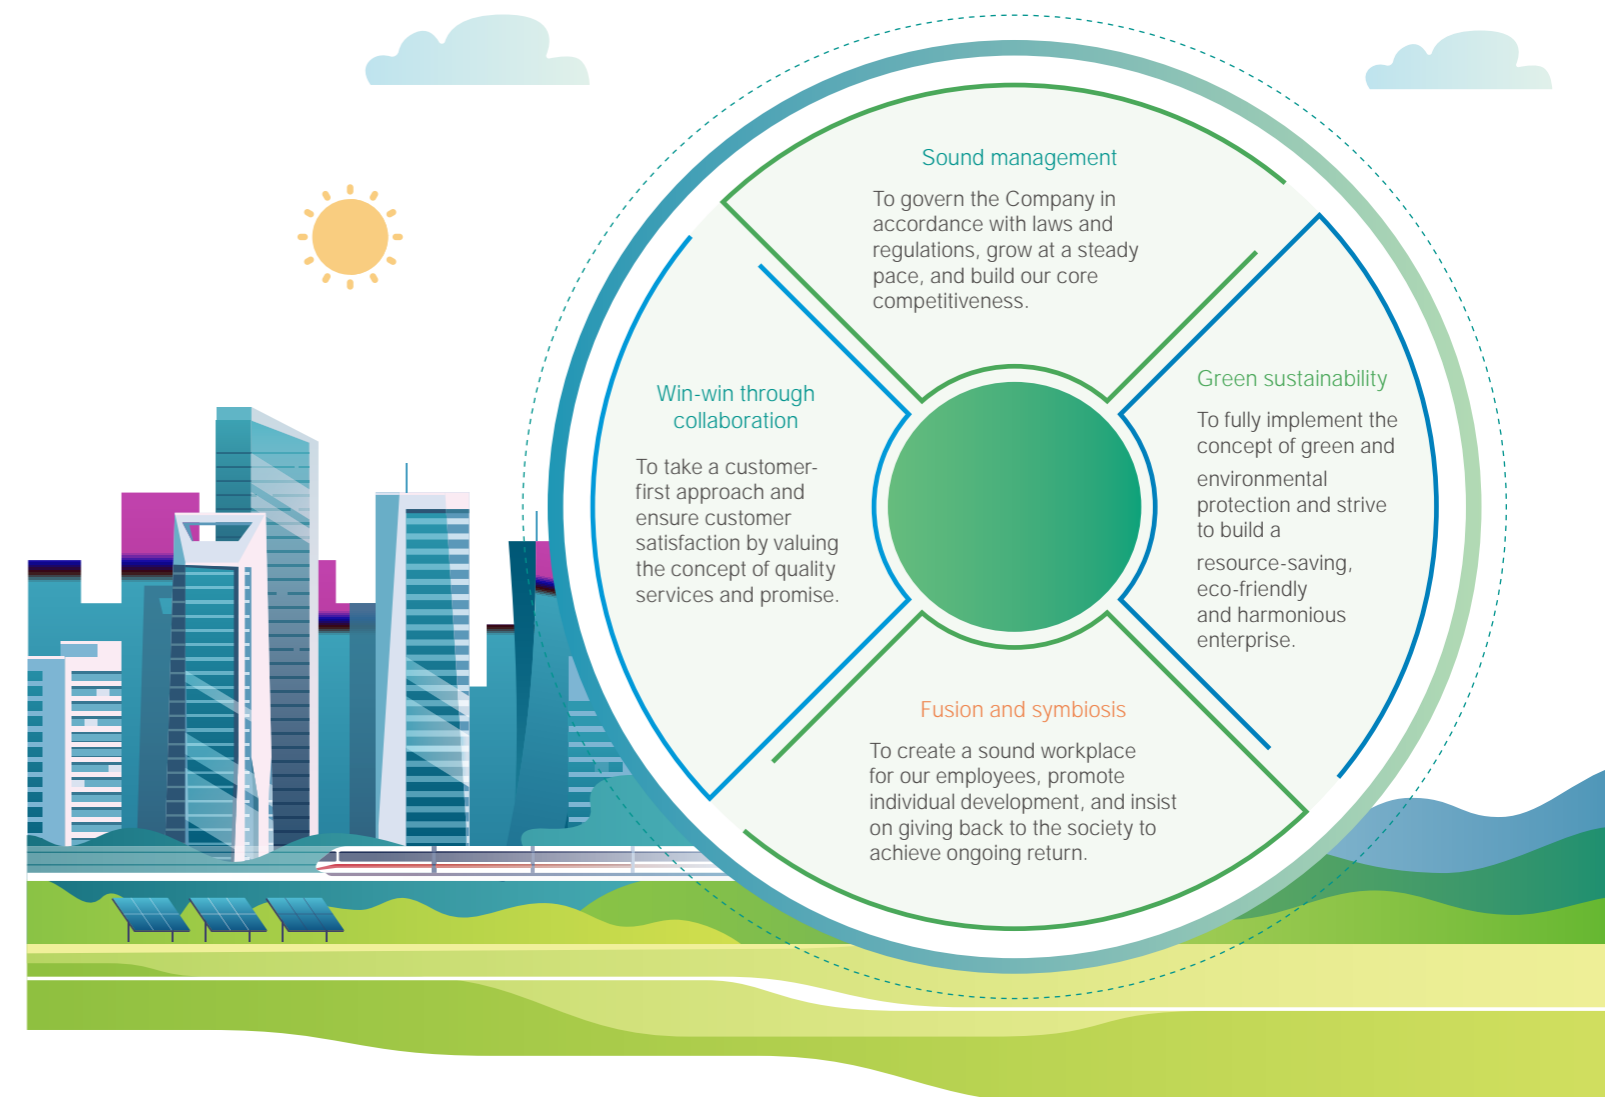 Sound management
To govern the Company in
accordance with laws and
regulations, grow at a steady
pace, and build our core
competitiveness.
Win-win through
collaboration
To take a customer-
first approach and
ensure customer
satisfaction by valuing
the concept of quality
services and promise.
Green sustainability
To fully implement the
concept of green and
environmental
protection and strive
to build a
resource-saving,
eco-friendly
and harmonious
enterprise.
Fusion and symbiosis
To create a sound workplace
for our employees, promote
individual development, and insist
on giving back to the society to
achieve ongoing return.